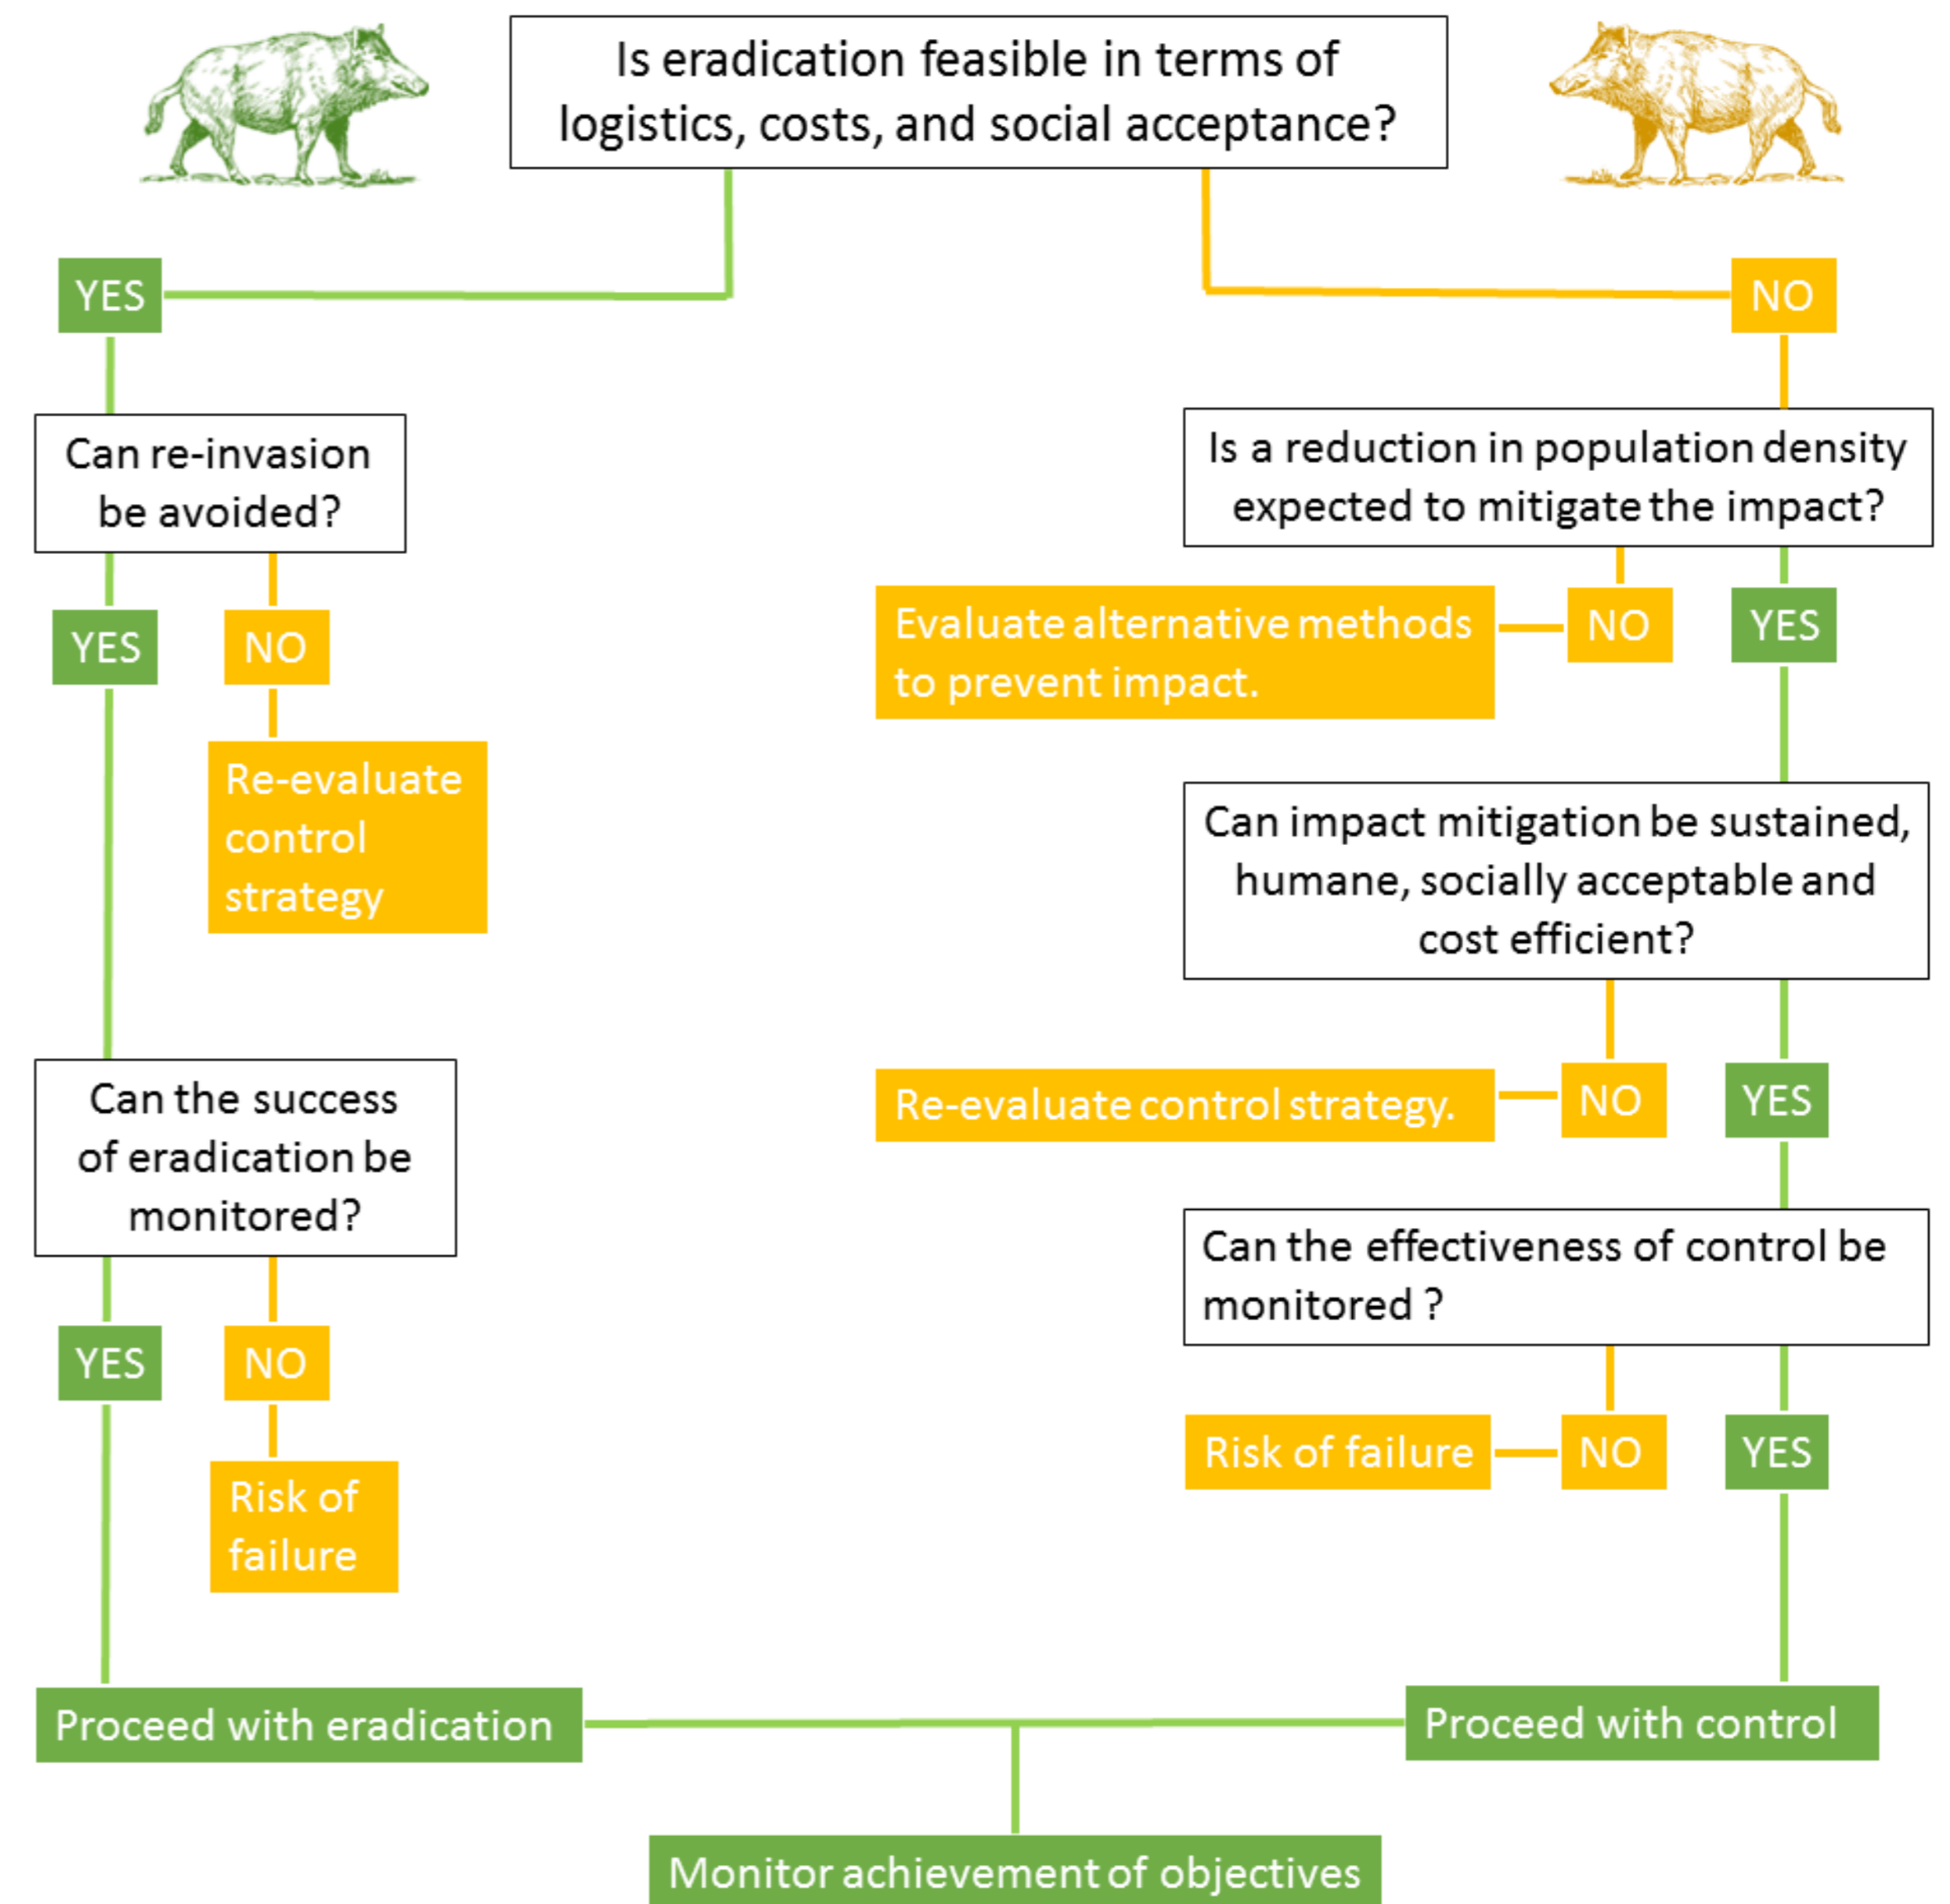 Is eradication feasible in terms of
logistics, costs, and social acceptance?
YES
NO
Can re-invasion
be avoided?
YES
NO
Re-evaluate
control
strategy
Can the success
of eradication be
monitored?
YES
NO
Risk of
failure
Proceed with eradication
Is a reduction in population density
expected to mitigate the impact?
Evaluate alternative methods
to prevent impact.
NO
YES
Can impact mitigation be sustained,
humane, socially acceptable and
cost efficient?
Re-evaluate control strategy.
NO
YES
Can the effectiveness of control be
monitored ?
Risk of failure
NO
YES
Proceed with control
Monitor achievement of objectives